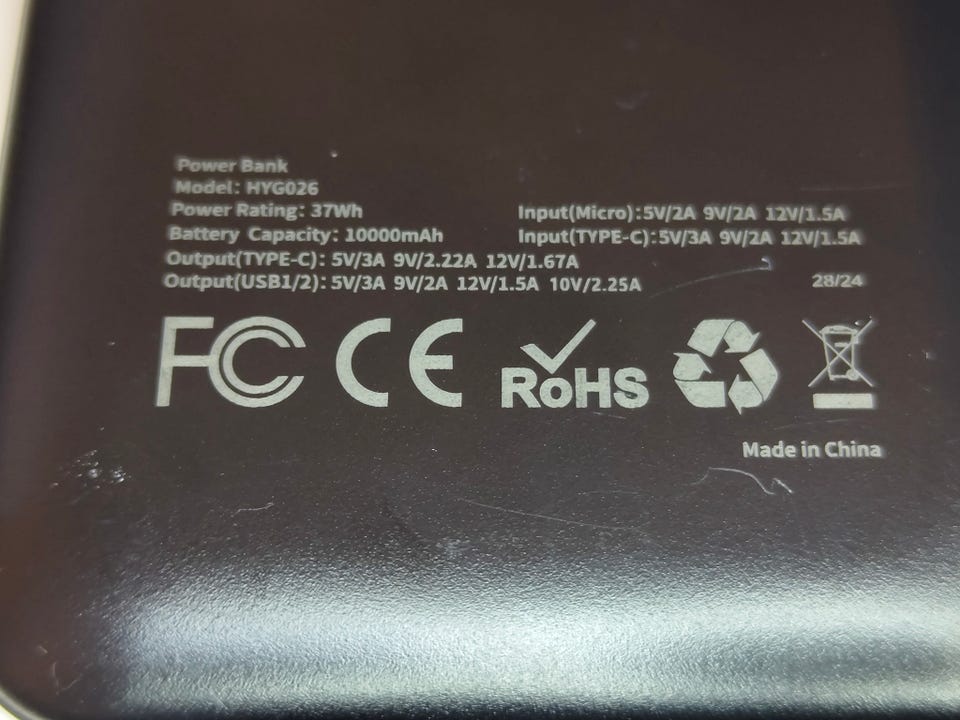 Power Bank
Model: HYG026
Power Rating: 37Wh
Input(Micro):5V/2A 9V/2A 12V/1.5A
Battery Capacity: 10000mAh
Input(TYPE-C):5V/3A 9V/2A 12V/1.5A
Output(TYPE-C): 5V/3A 9V/2.22A 12V/1.67A
Output(USB1/2): 5V/3A 9V/2A 12V/1.5A 10V/2.25A
28/24
FC CE RoHS
Made in China